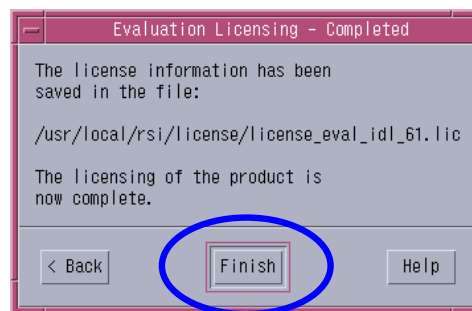 Evaluation Licensing - Completed
The license information has been
saved in the file:
/usr/local/rsi/license/license_eval_idl_61.lic
The licensing of the product is
now complete.
< Back Finish Help